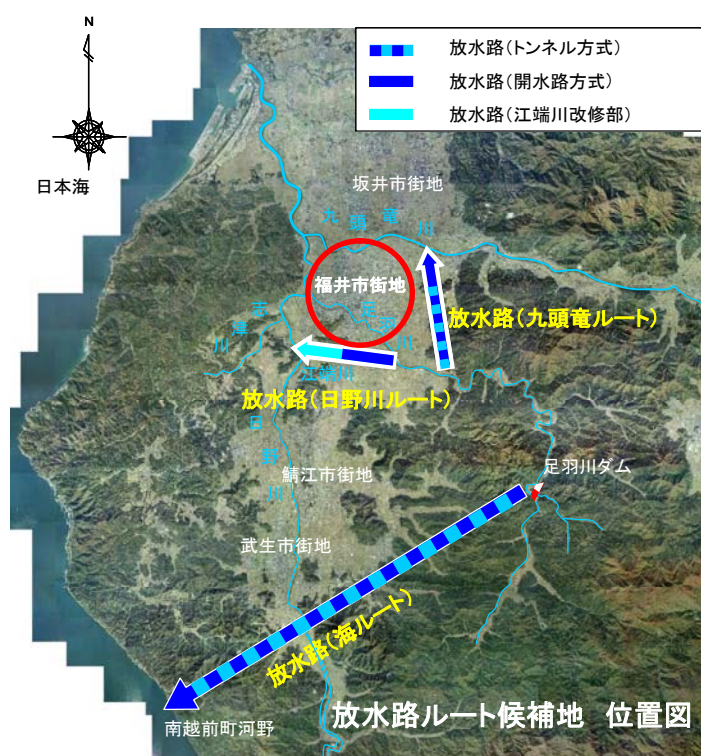 放水路(トンネル方式)
放水路(開水路方式)
放水路(江端川改修部)
日本海
坂井市街地
九頭竜川
福井市街地
志津川
足羽川
放水路(九頭竜ルート)
江端川
放水路(日野川ルート)
日野川
鯖江市街地
足羽川ダム
武生市街地
放水路(海ルート)
南越前町河野
放水路ルート候補地 位置図